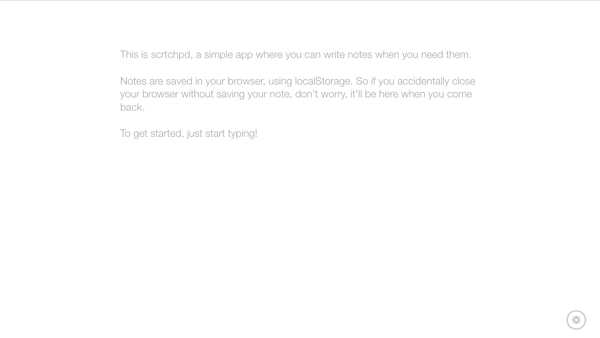 This is scrtchpd, a simple app where you can write notes when you need them.
Notes are saved in your browser, using localStorage. So if you accidentally close
your browser without saving your note, don't worry, it'll be here when you come
back.
To get started, just start typing!